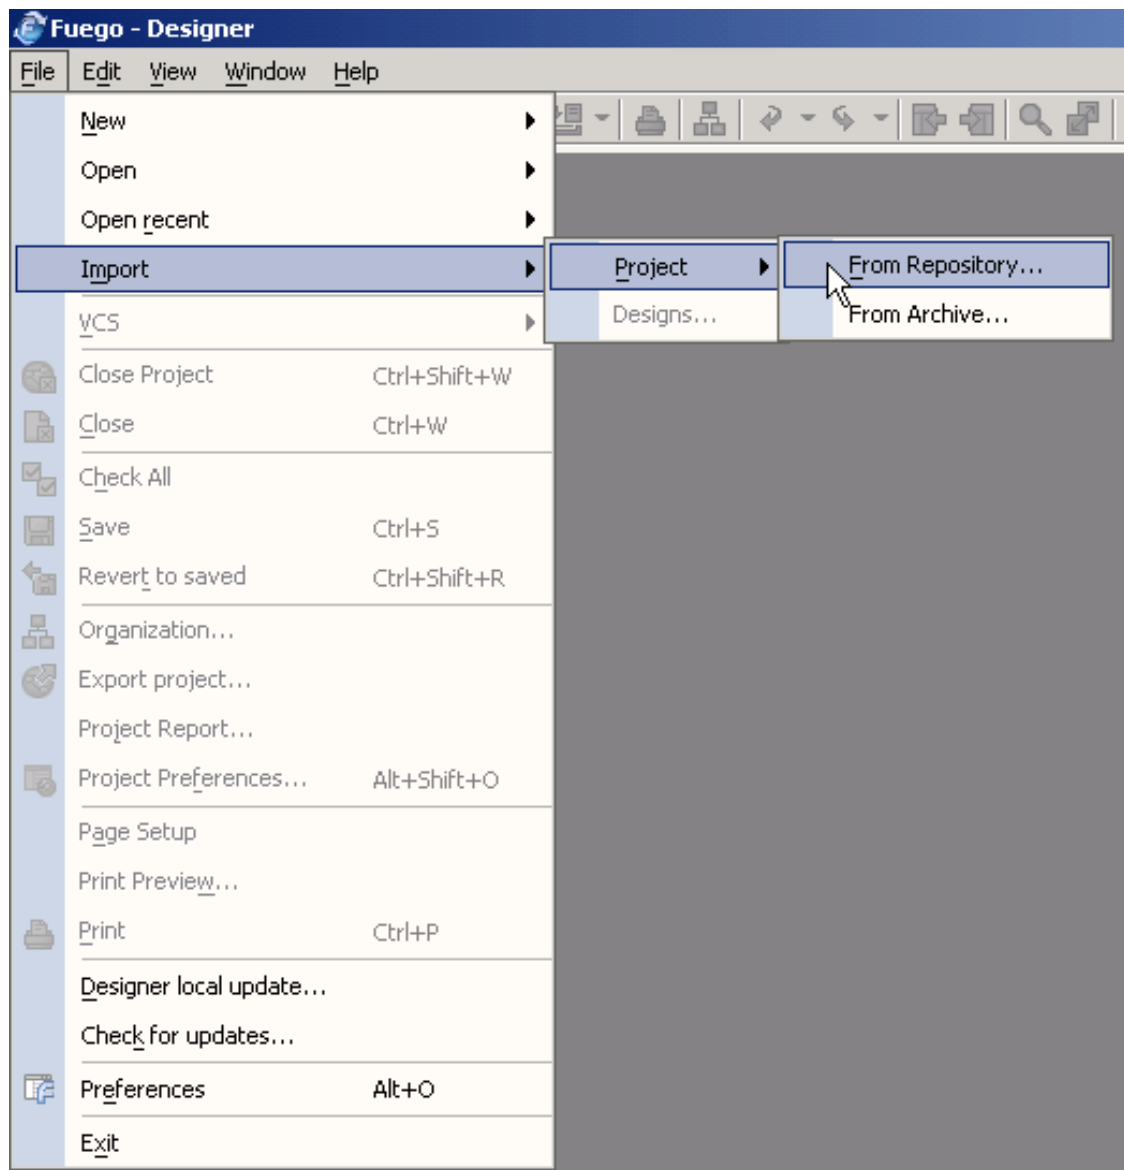 Fuego - Designer
File Edit View Window Help
New
Open
Open recent
Import
Project
From Repository...
Designs...
From Archive...
VCS
Close Project Ctrl+Shift+W
Close Ctrl+W
Check All
Save Ctrl+S
Revert to saved Ctrl+Shift+R
Organization...
Export project...
Project Report...
Project Preferences... Alt+Shift+O
Page Setup
Print Preview...
Print Ctrl+P
Designer local update...
Check for updates...
Preferences Alt+O
Exit